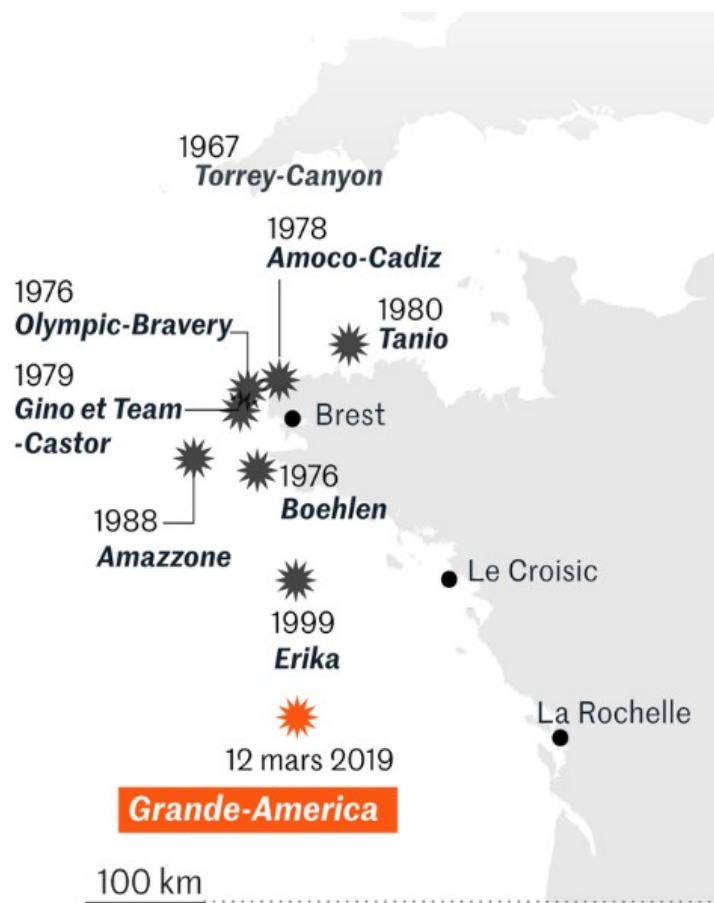 1967
Torrey-Canyon
1978
Amoco-Cadiz
1976
Olympic-Bravery
1980
Tanio
1979
Gino et Team
-Castor
Brest
1976
Boehlen
1988
Amazzone
Le Croisic
1999
Erika
La Rochelle
12 mars 2019
Grande-America
100 km